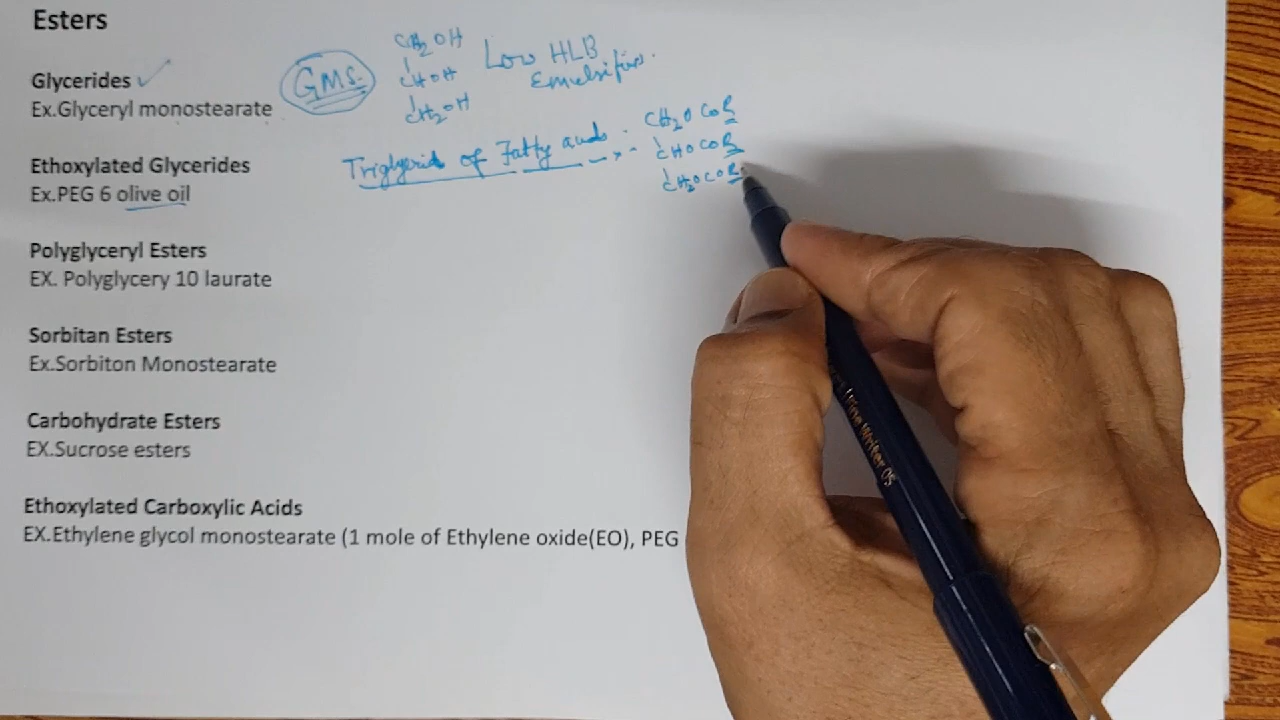 Esters
Glycerides ✓
Ex.Glyceryl monostearate
GMS.
CH2OH
CHOH
CH2OH
Low HLB
Emulsifiers.
Ethoxylated Glycerides
Ex.PEG 6 olive oil
Triglycerids of Fatty acids.
CH2OCOR
CHOCOR
CH2OCOR
Polyglyceryl Esters
EX. Polyglycery 10 laurate
Sorbitan Esters
Ex.Sorbiton Monostearate
Carbohydrate Esters
EX.Sucrose esters
Ethoxylated Carboxylic Acids
EX.Ethylene glycol monostearate (1 mole of Ethylene oxide(EO), PEG